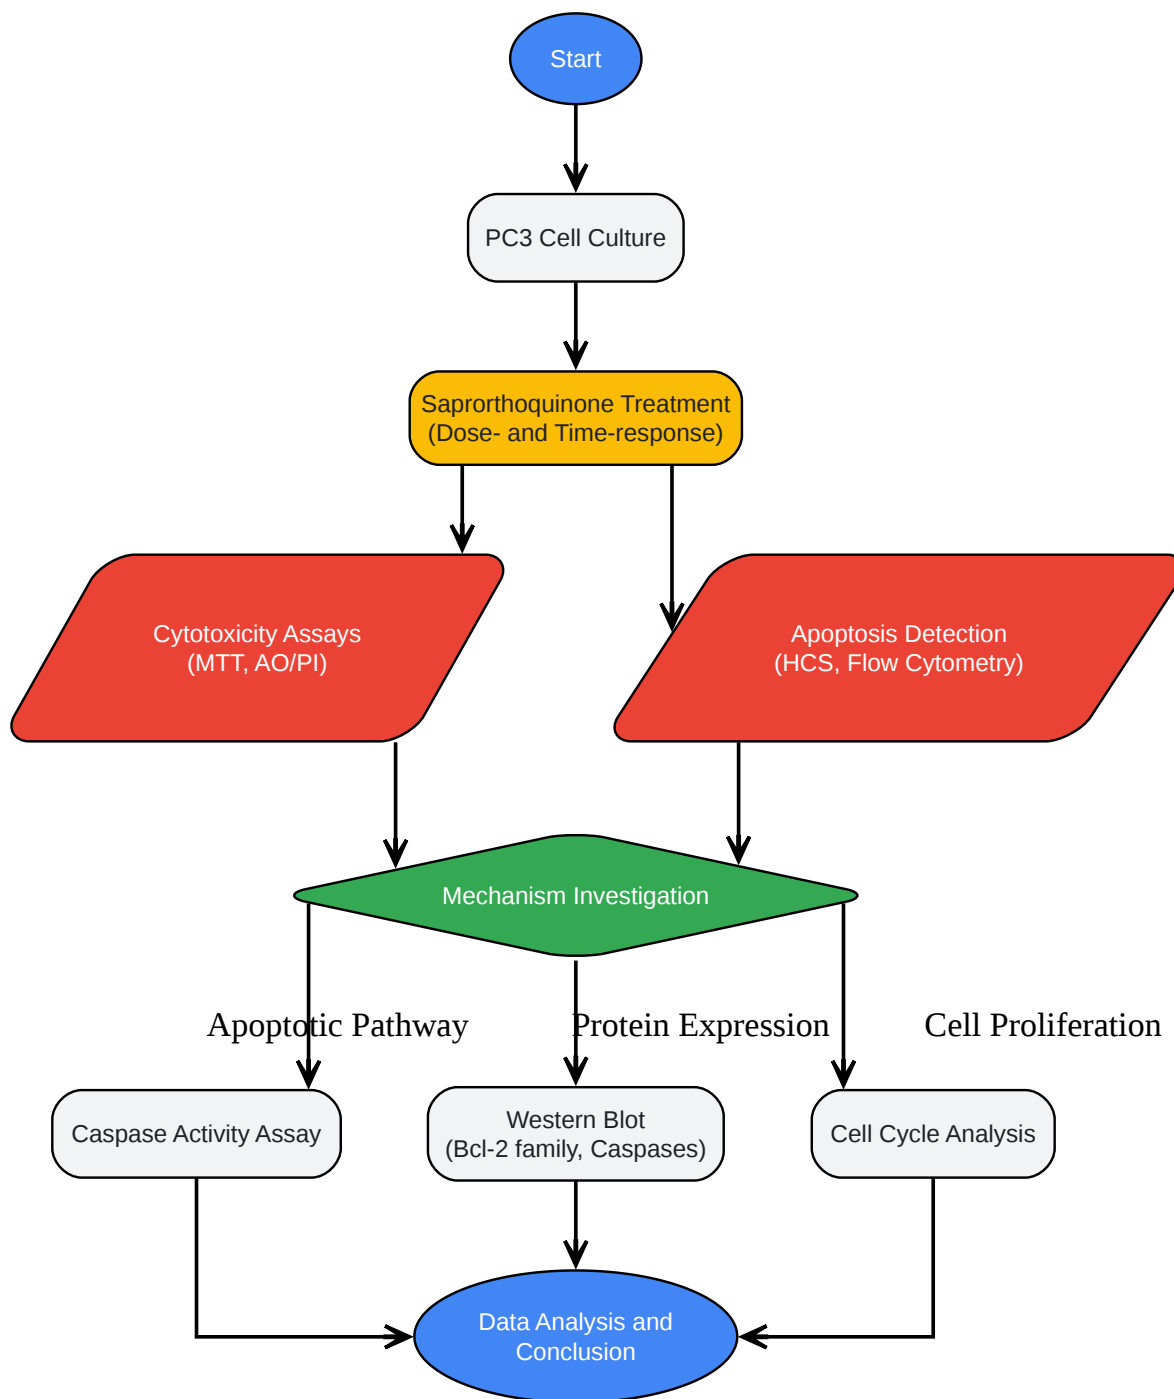 Start
PC3 Cell Culture
Saprorthoquinone Treatment
(Dose- and Time-response)
Cytotoxicity Assays
(MTT, AO/PI)
Apoptosis Detection
(HCS, Flow Cytometry)
Mechanism Investigation
Apoptotic Pathway
Protein Expression
Cell Proliferation
Caspase Activity Assay
Western Blot
(Bcl-2 family, Caspases)
Cell Cycle Analysis
Data Analysis and
Conclusion